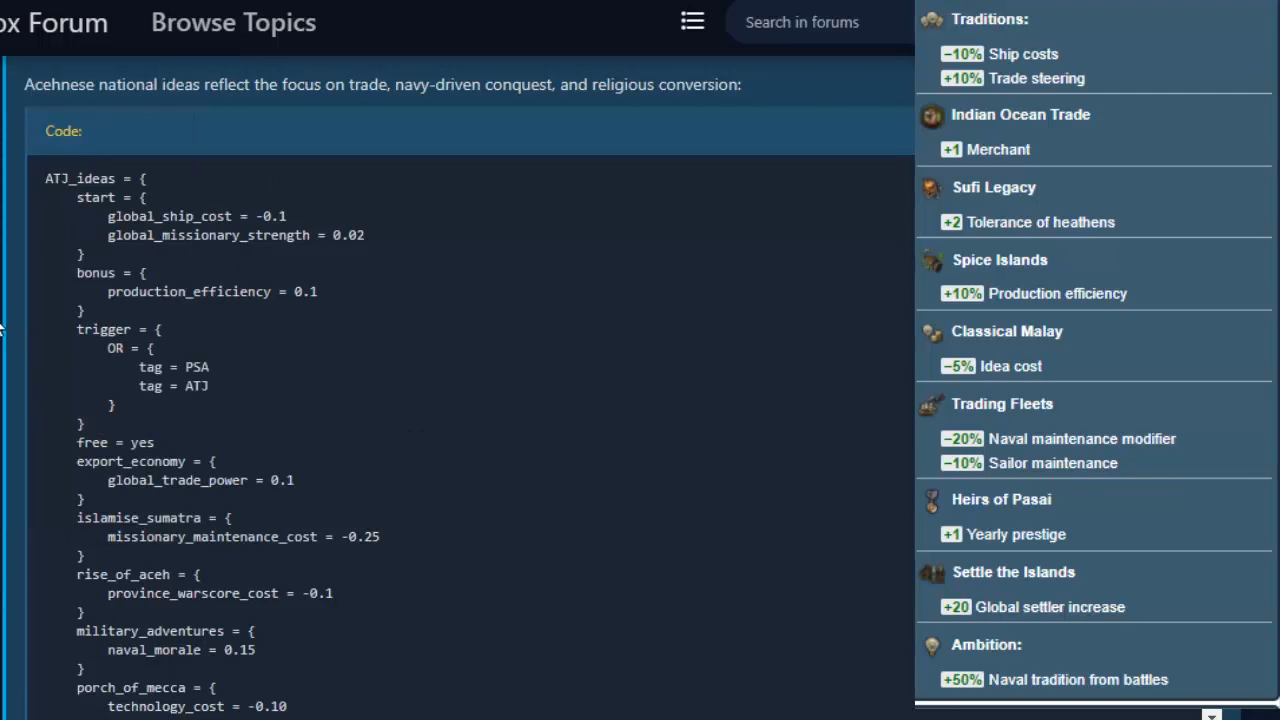 ox Forum
Browse Topics
Search in forums
Acehnese national ideas reflect the focus on trade, navy-driven conquest, and religious conversion:
Code:
ATJ_ideas = {
start = {
global_ship_cost = -0.1
global_missionary_strength = 0.02
}
bonus = {
production_efficiency = 0.1
}
trigger = {
OR = {
tag = PSA
tag = ATJ
}
}
free = yes
export_economy = {
global_trade_power = 0.1
}
islamise_sumatra = {
missionary_maintenance_cost = -0.25
}
rise_of_aceh = {
province_warscore_cost = -0.1
}
military_adventures = {
naval_morale = 0.15
}
porch_of_mecca = {
technology_cost = -0.10
Traditions:
−10% Ship costs
+10% Trade steering
Indian Ocean Trade
+1 Merchant
Sufi Legacy
+2 Tolerance of heathens
Spice Islands
+10% Production efficiency
Classical Malay
−5% Idea cost
Trading Fleets
−20% Naval maintenance modifier
−10% Sailor maintenance
Heirs of Pasai
+1 Yearly prestige
Settle the Islands
+20 Global settler increase
Ambition:
+50% Naval tradition from battles